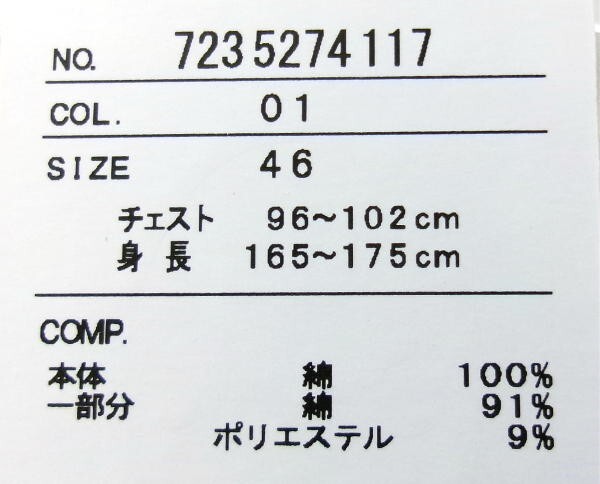 NO. 7235274117
COL. 01
SIZE 46
チェスト 96～102cm
身長 165～175cm
COMP.
本体 綿 100%
一部分 綿 91%
ポリエステル 9%